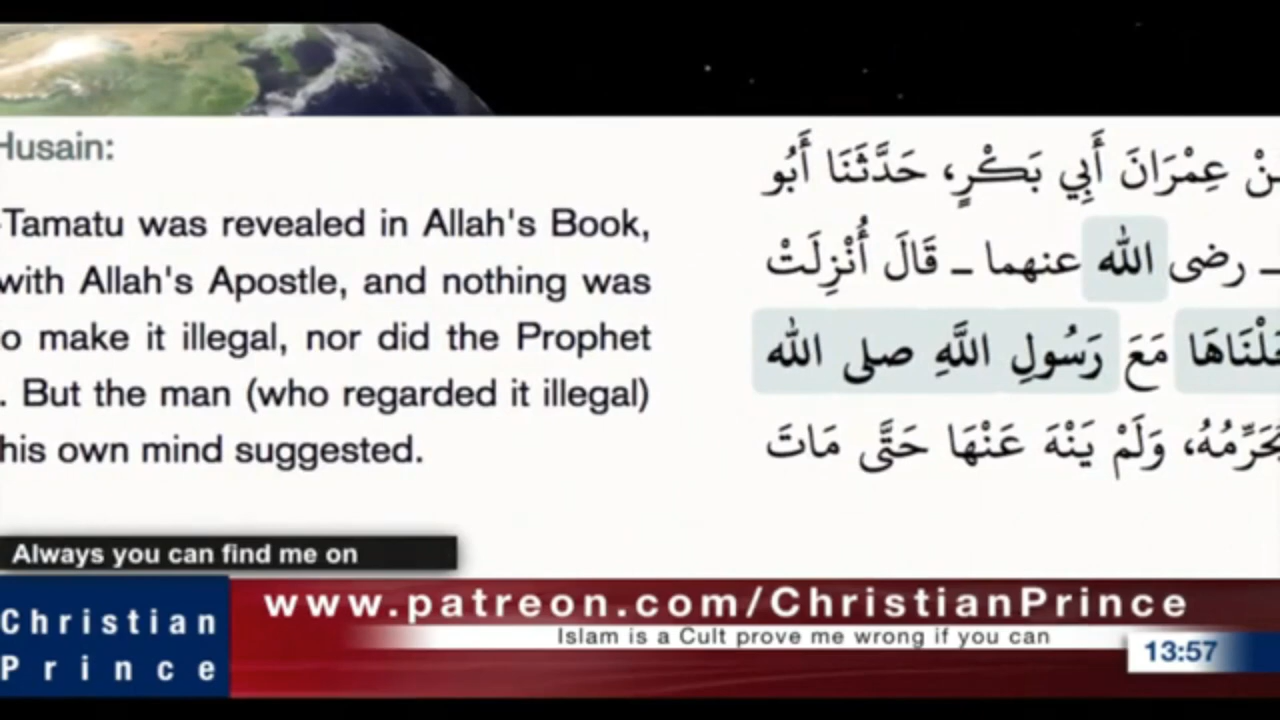 Husain:
-Tamatu was revealed in Allah's Book,
with Allah's Apostle, and nothing was
o make it illegal, nor did the Prophet
. But the man (who regarded it illegal)
his own mind suggested.
عِمْرَانَ أَبِي بَكْرٍ، حَدَّثَنَا أَبُو
ـ رضى الله عنهما ـ قَالَ أُنْزِلَتْ
مَعَ رَسُولِ اللَّهِ صلى الله
وَلَمْ يَنْهَ عَنْهَا حَتَّى مَاتَ
Always you can find me on
www.patreon.com/ChristianPrince
Christian
Prince
Islam is a Cult prove me wrong if you can
13:57